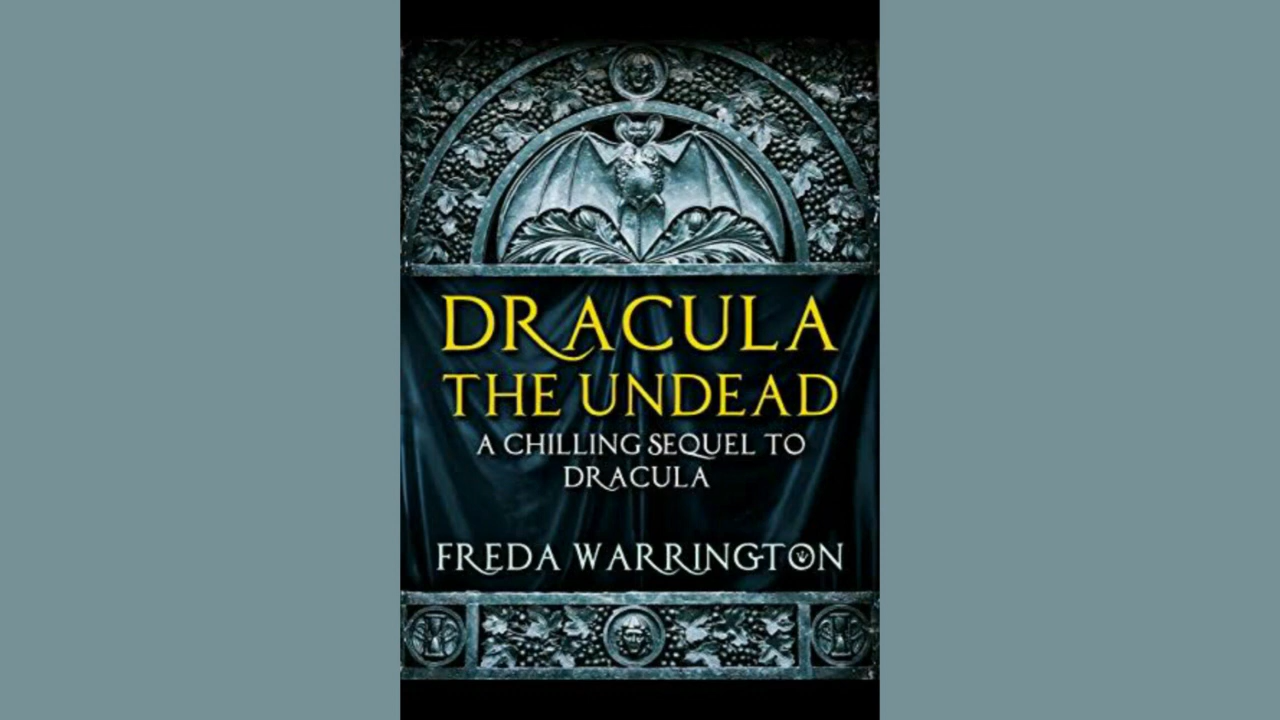 DRACULA
THE UNDEAD
A CHILLING SEQUEL TO
DRACULA
FREDA WARRINGTON